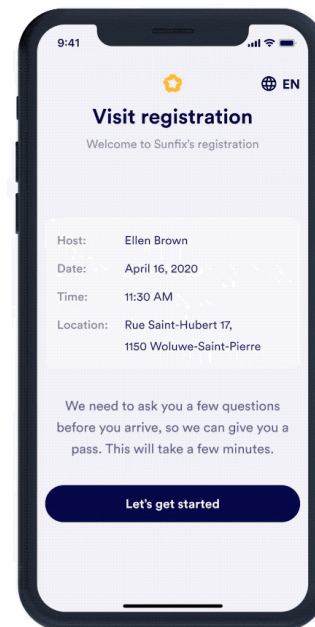 9:41
EN
Visit registration
Welcome to Sunfix's registration
Host: Ellen Brown
Date: April 16, 2020
Time: 11:30 AM
Location: Rue Saint-Hubert 17,
1150 Woluwe-Saint-Pierre
We need to ask you a few questions
before you arrive, so we can give you a
pass. This will take a few minutes.
Let's get started